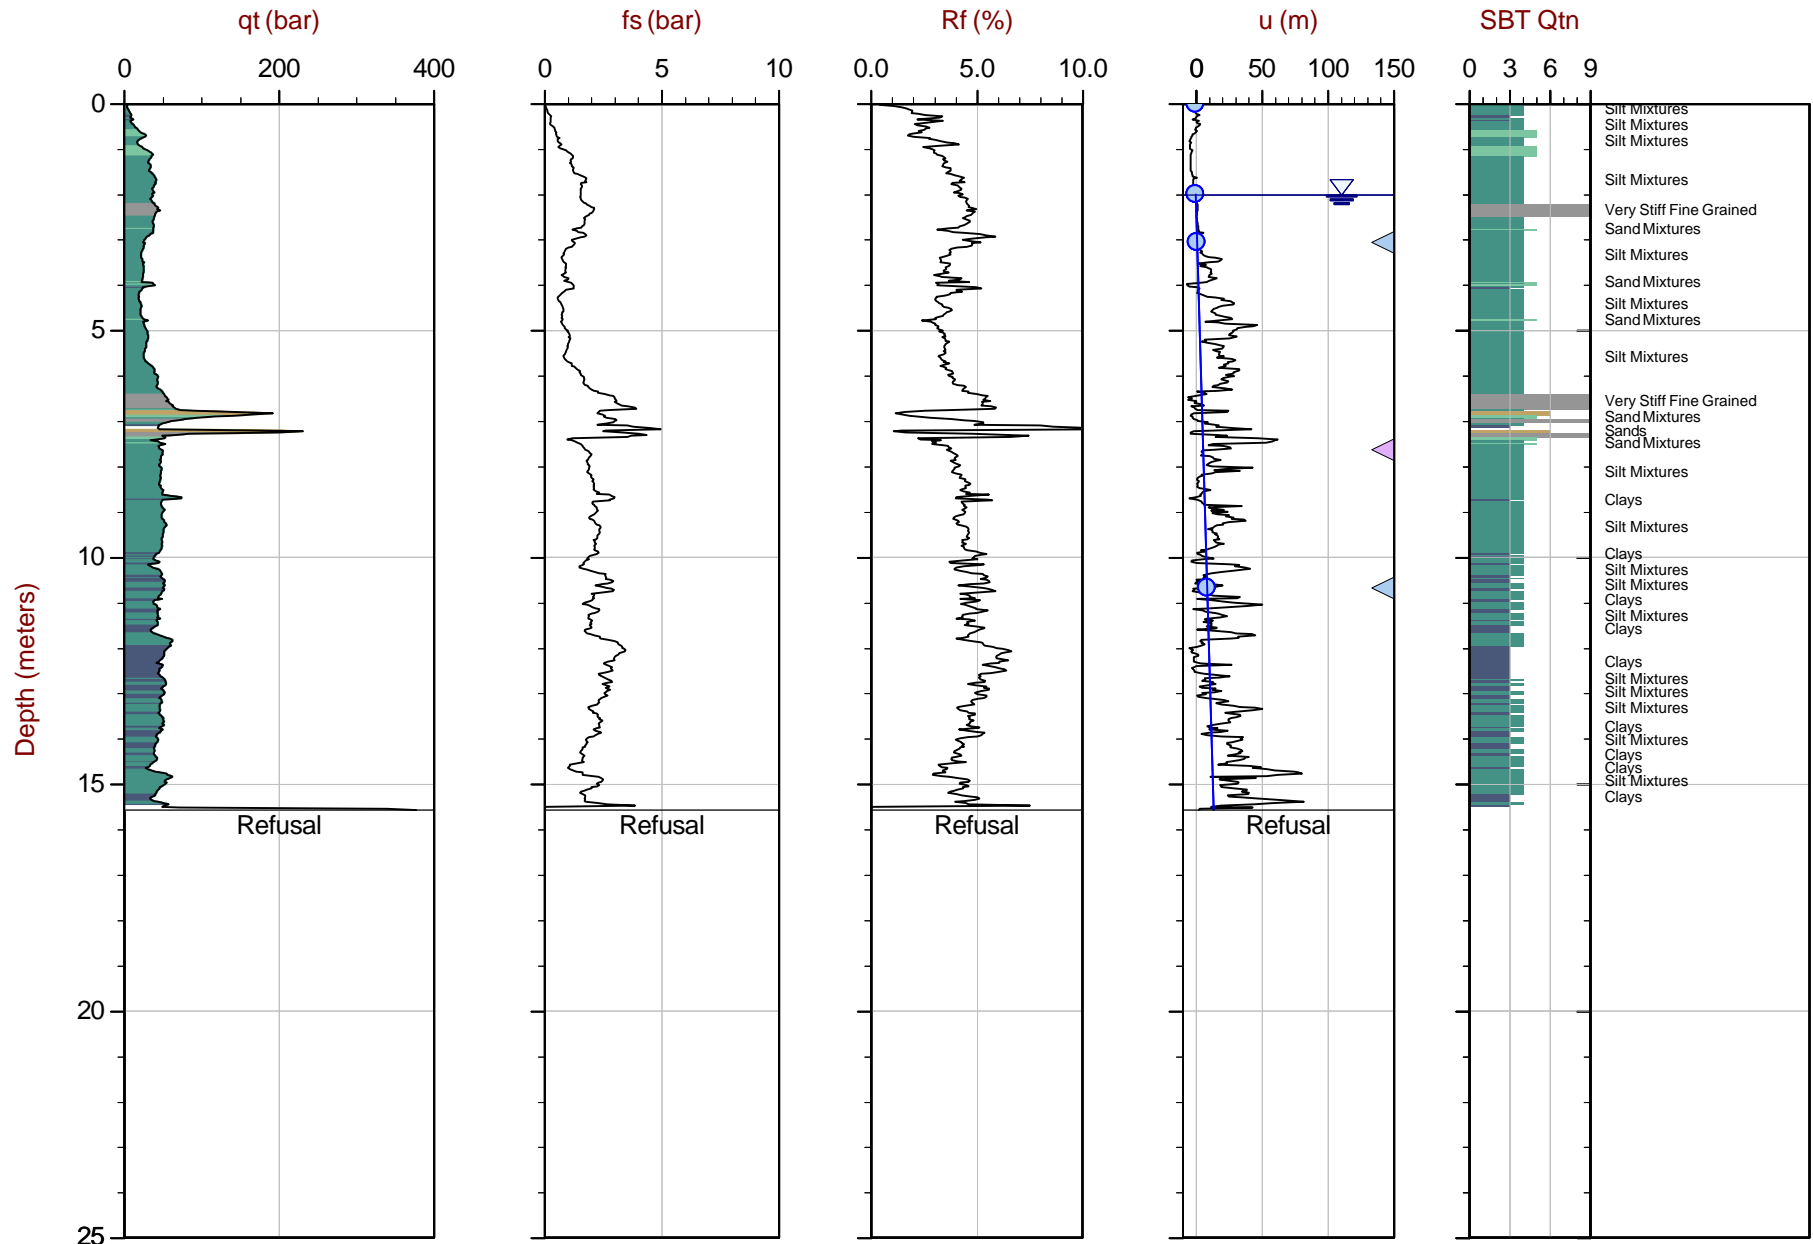 qt (bar) fs (bar) Rf (%) u (m) SBT Qtn
0 200 400 0 5 10 0.0 5.0 10.0 0 50 100 150 0 3 6 9
Depth (meters)
0
5
10
15
20
25
Refusal Refusal Refusal Refusal
Silt Mixtures
Silt Mixtures
Silt Mixtures
Silt Mixtures
Very Stiff Fine Grained
Sand Mixtures
Silt Mixtures
Sand Mixtures
Silt Mixtures
Sand Mixtures
Silt Mixtures
Very Stiff Fine Grained
Sand Mixtures
Sands
Sand Mixtures
Silt Mixtures
Clays
Silt Mixtures
Clays
Silt Mixtures
Silt Mixtures
Clays
Silt Mixtures
Clays
Clays
Silt Mixtures
Silt Mixtures
Silt Mixtures
Clays
Silt Mixtures
Clays
Clays
Silt Mixtures
Clays